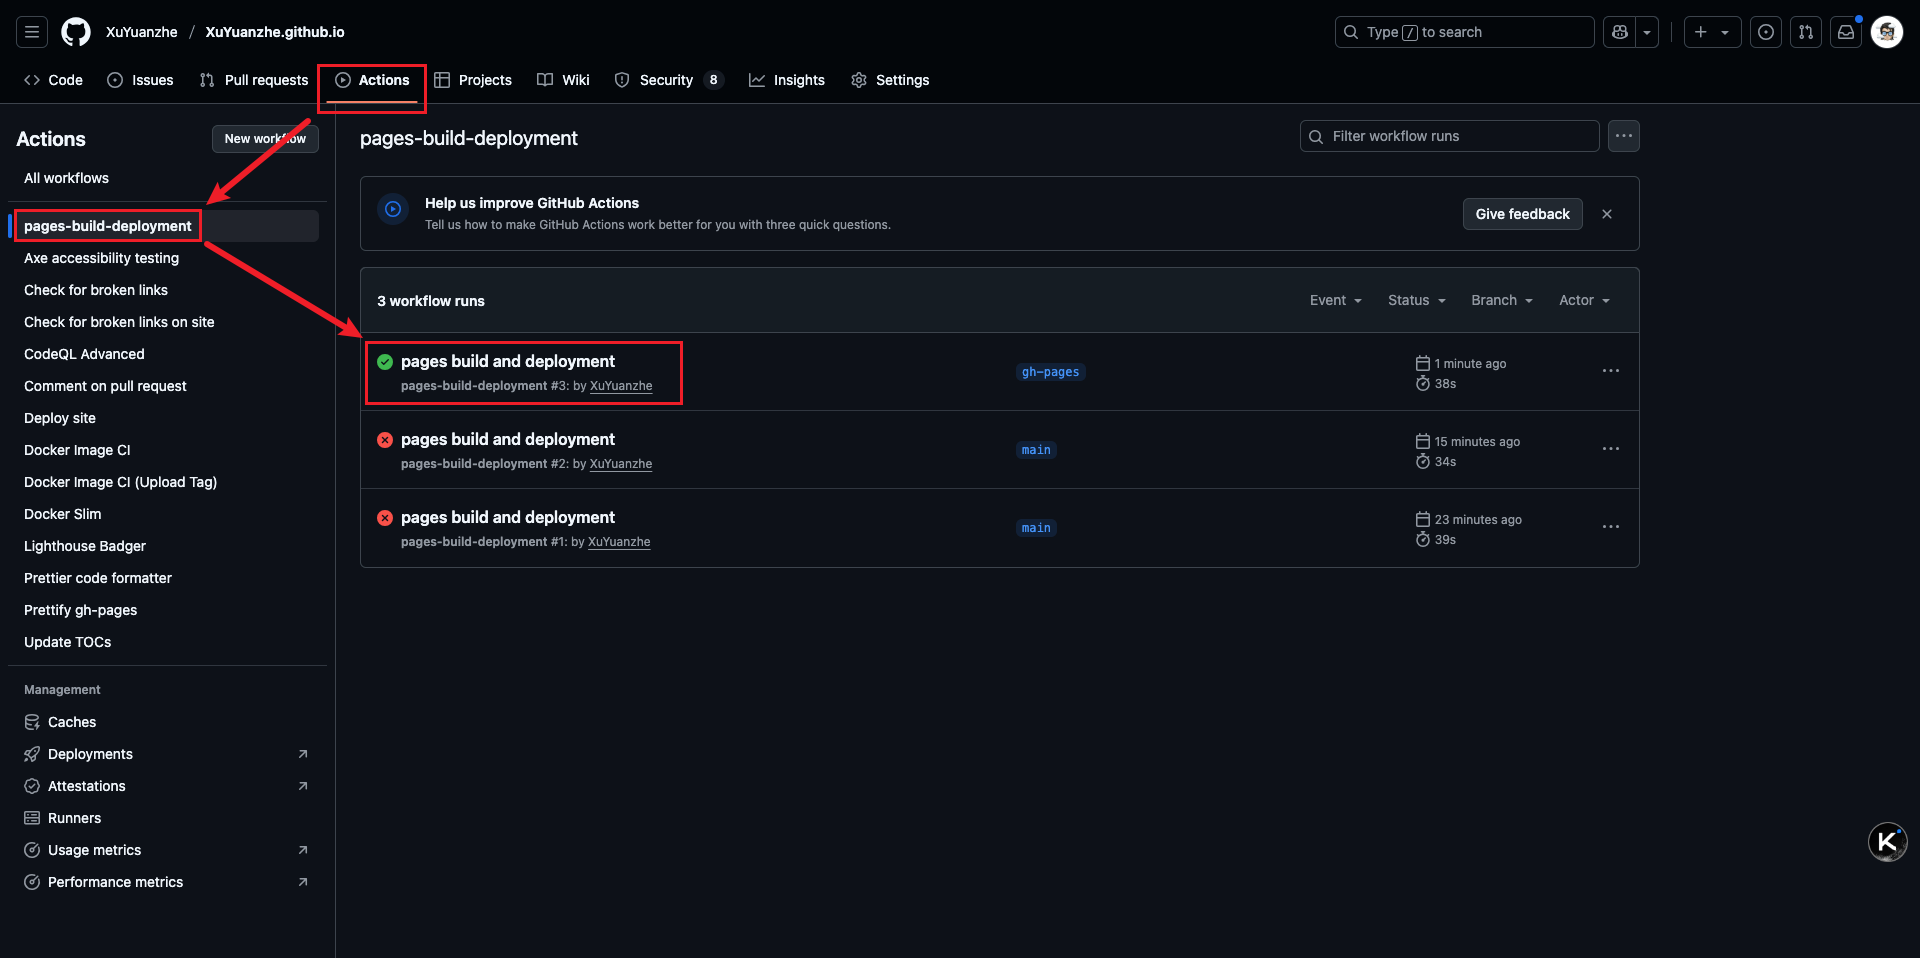 XuYuanzhe / XuYuanzhe.github.io
Type / to search
Code
Issues
Pull requests
Actions
Projects
Wiki
Security 8
Insights
Settings
Actions
New workflow
All workflows
pages-build-deployment
Axe accessibility testing
Check for broken links
Check for broken links on site
CodeQL Advanced
Comment on pull request
Deploy site
Docker Image CI
Docker Image CI (Upload Tag)
Docker Slim
Lighthouse Badger
Prettier code formatter
Prettify gh-pages
Update TOCs
Management
Caches
Deployments
Attestations
Runners
Usage metrics
Performance metrics
pages-build-deployment
Filter workflow runs
Help us improve GitHub Actions
Tell us how to make GitHub Actions work better for you with three quick questions.
Give feedback
3 workflow runs
Event
Status
Branch
Actor
pages build and deployment
pages-build-deployment #3: by XuYuanzhe
gh-pages
1 minute ago
38s
pages build and deployment
pages-build-deployment #2: by XuYuanzhe
main
15 minutes ago
34s
pages build and deployment
pages-build-deployment #1: by XuYuanzhe
main
23 minutes ago
39s
K